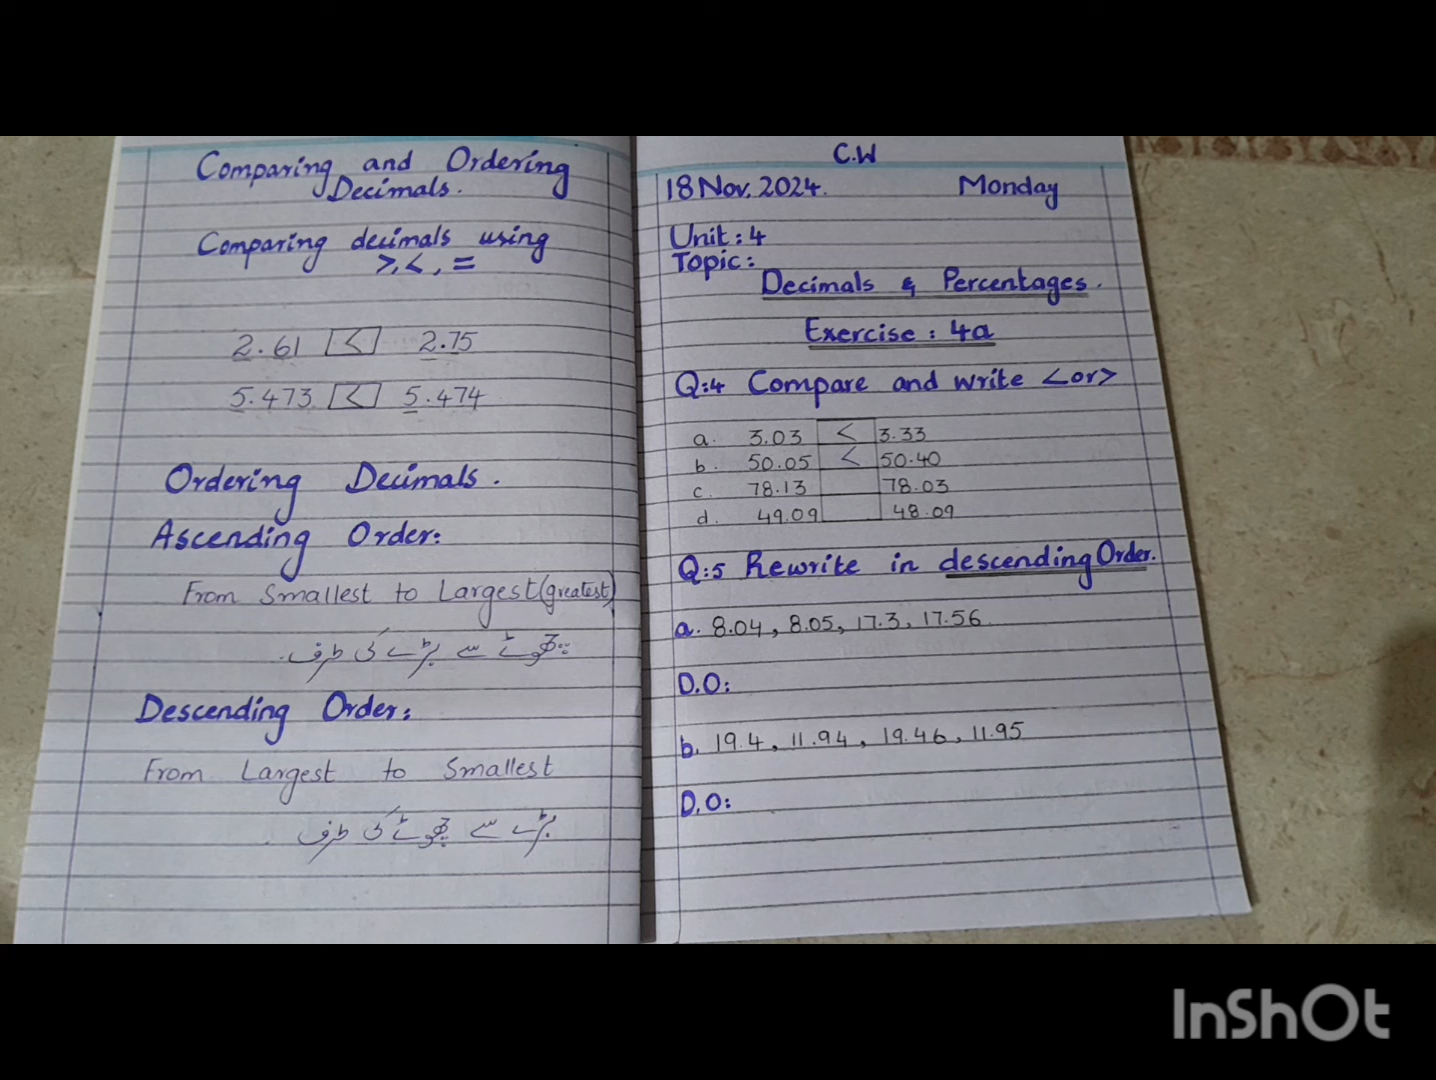 Comparing and Ordering
Decimals.
Comparing decimals using
>, <, =
2.61 < 2.75
5.473 < 5.474
Ordering Decimals.
Ascending Order:
From Smallest to Largest (greatest)
چھوٹے سے بڑے کی طرف۔
Descending Order:
From Largest to Smallest
بڑے سے چھوٹے کی طرف۔
C.W
18 Nov. 2024. Monday
Unit: 4
Topic:
Decimals & Percentages.
Exercise: 4a
Q:4 Compare and write < or >
a. 3.03 < 3.33
b. 50.05 < 50.40
c. 78.13 78.03
d. 49.09 48.09
Q:5 Rewrite in descending Order.
a. 8.04, 8.05, 17.3, 17.56
D.O:
b. 19.4, 11.94, 19.46, 11.95
D.O:
InShOt